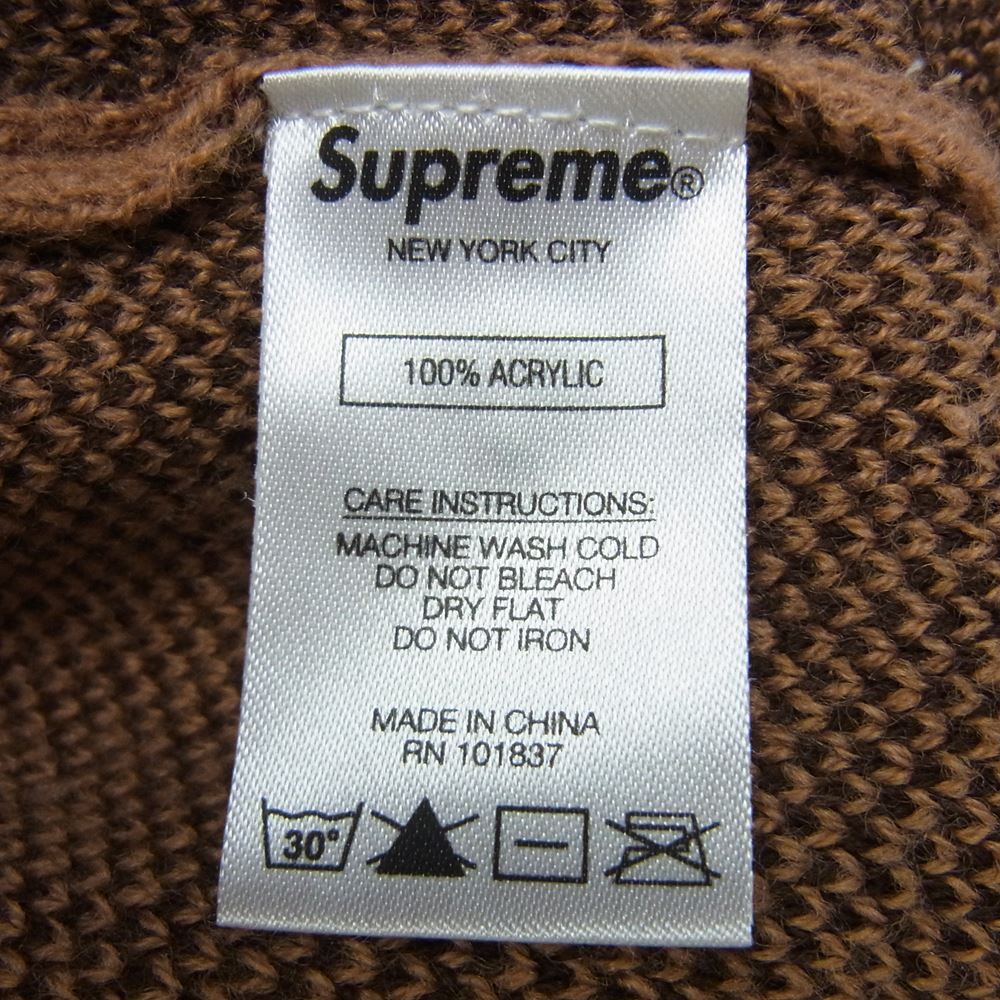 Supreme®
NEW YORK CITY
100% ACRYLIC
CARE INSTRUCTIONS:
MACHINE WASH COLD
DO NOT BLEACH
DRY FLAT
DO NOT IRON
MADE IN CHINA
RN 101837
30°